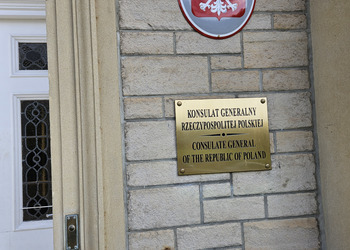 KONSULAT GENERALNY
RZECZYPOSPOLITEJ POLSKIEJ
CONSULATE GENERAL
OF THE REPUBLIC OF POLAND